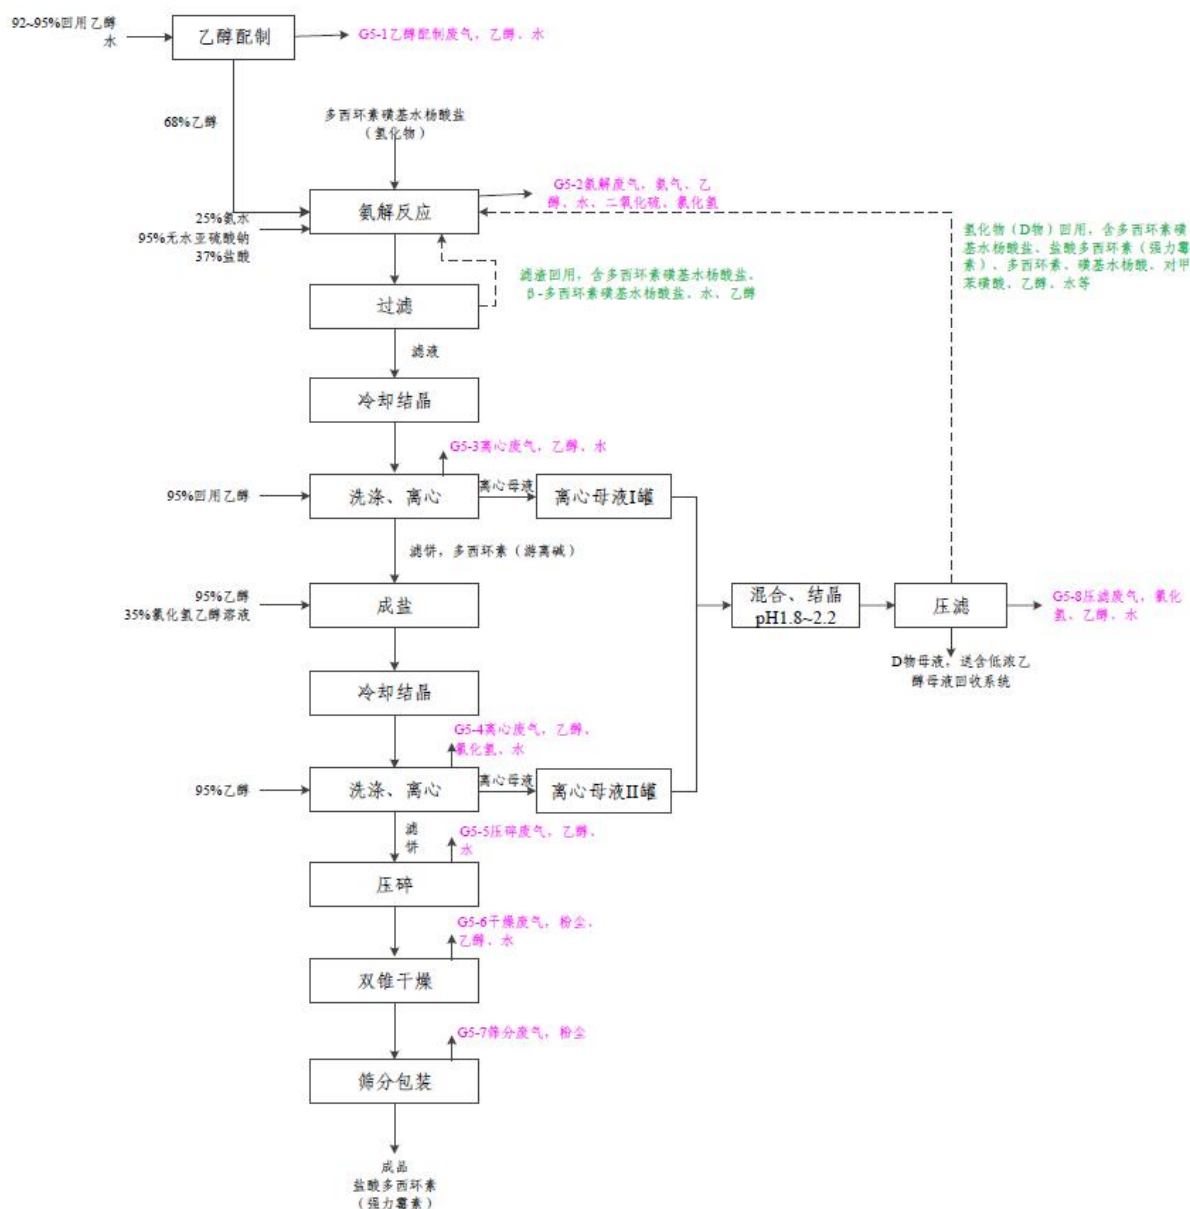 92~95%回用乙醇
水
乙醇配制
G5-1乙醇配制废气，乙醇、水
68%乙醇
多西环素磺基水杨酸盐
（氢化物）
G5-2氨解废气，氨气、乙
醇、水、二氧化硫、氯化氢
氨解反应
25%氨水
95%无水亚硫酸钠
37%盐酸
氢化物（D物）回用，含多西环素磺
基水杨酸盐、盐酸多西环素（强力霉
素）、多西环素、磺基水杨酸、对甲
苯磺酸、乙醇、水等
滤渣回用，含多西环素磺基水杨酸盐、
β-多西环素磺基水杨酸盐、水、乙醇
过滤
滤液
冷却结晶
G5-3离心废气，乙醇、水
95%回用乙醇
洗涤、离心
离心母液
离心母液I罐
滤饼，多西环素（游离碱）
95%乙醇
35%氯化氢乙醇溶液
成盐
混合、结晶
pH1.8~2.2
压滤
G5-8压滤废气，氯化
氢、乙醇、水
D物母液，送含低浓乙
醇母液回收系统
冷却结晶
G5-4离心废气，乙醇、
氯化氢、水
95%乙醇
洗涤、离心
离心母液
离心母液II罐
滤
饼
G5-5压碎废气，乙醇、
水
压碎
G5-6干燥废气，粉尘、
乙醇、水
双锥干燥
G5-7筛分废气，粉尘
筛分包装
成品
盐酸多西环素
（强力霉素）